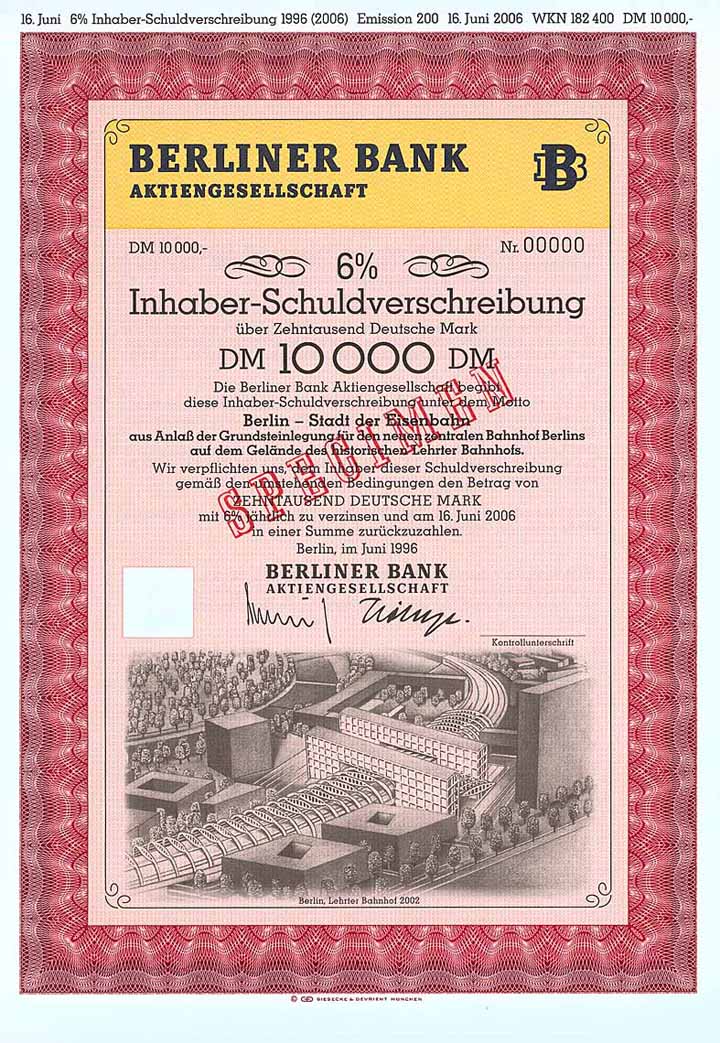 16. Juni 6% Inhaber-Schuldverschreibung 1996 (2006) Emission 200 16. Juni 2006 WKN 182 400 DM 10 000,-
BERLINER BANK
AKTIENGESELLSCHAFT
BB
DM 10 000,-
Nr. 00000
6%
Inhaber-Schuldverschreibung
über Zehntausend Deutsche Mark
DM 10 000 DM
Die Berliner Bank Aktiengesellschaft begibt
diese Inhaber-Schuldverschreibung unter dem Motto
Berlin – Stadt der Eisenbahn
aus Anlaß der Grundsteinlegung für den neuen zentralen Bahnhof Berlins
auf dem Gelände des historischen Lehrter Bahnhofs.
Wir verpflichten uns, dem Inhaber dieser Schuldverschreibung
gemäß den umstehenden Bedingungen den Betrag von
ZEHNTAUSEND DEUTSCHE MARK
mit 6% jährlich zu verzinsen und am 16. Juni 2006
in einer Summe zurückzuzahlen.
Berlin, im Juni 1996
SPECIMEN
BERLINER BANK
AKTIENGESELLSCHAFT
Kontrollunterschrift
Berlin, Lehrter Bahnhof 2002
© GD GIESECKE & DEVRIENT MÜNCHEN